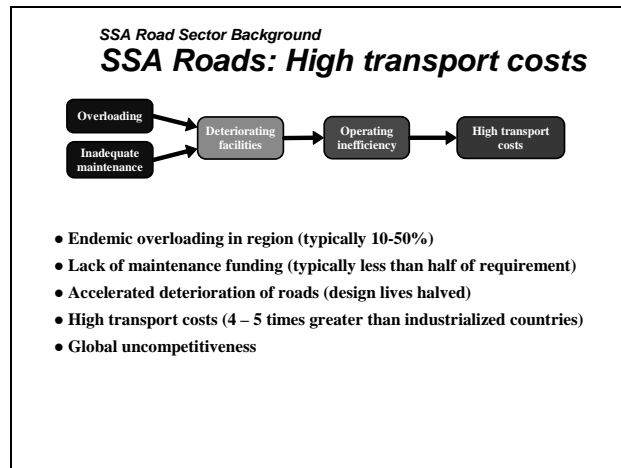 SSA Road Sector Background
SSA Roads: High transport costs
Overloading
Inadequate
maintenance
Deteriorating
facilities
Operating
inefficiency
High transport
costs
● Endemic overloading in region (typically 10-50%)
● Lack of maintenance funding (typically less than half of requirement)
● Accelerated deterioration of roads (design lives halved)
● High transport costs (4 – 5 times greater than industrialized countries)
● Global uncompetitiveness